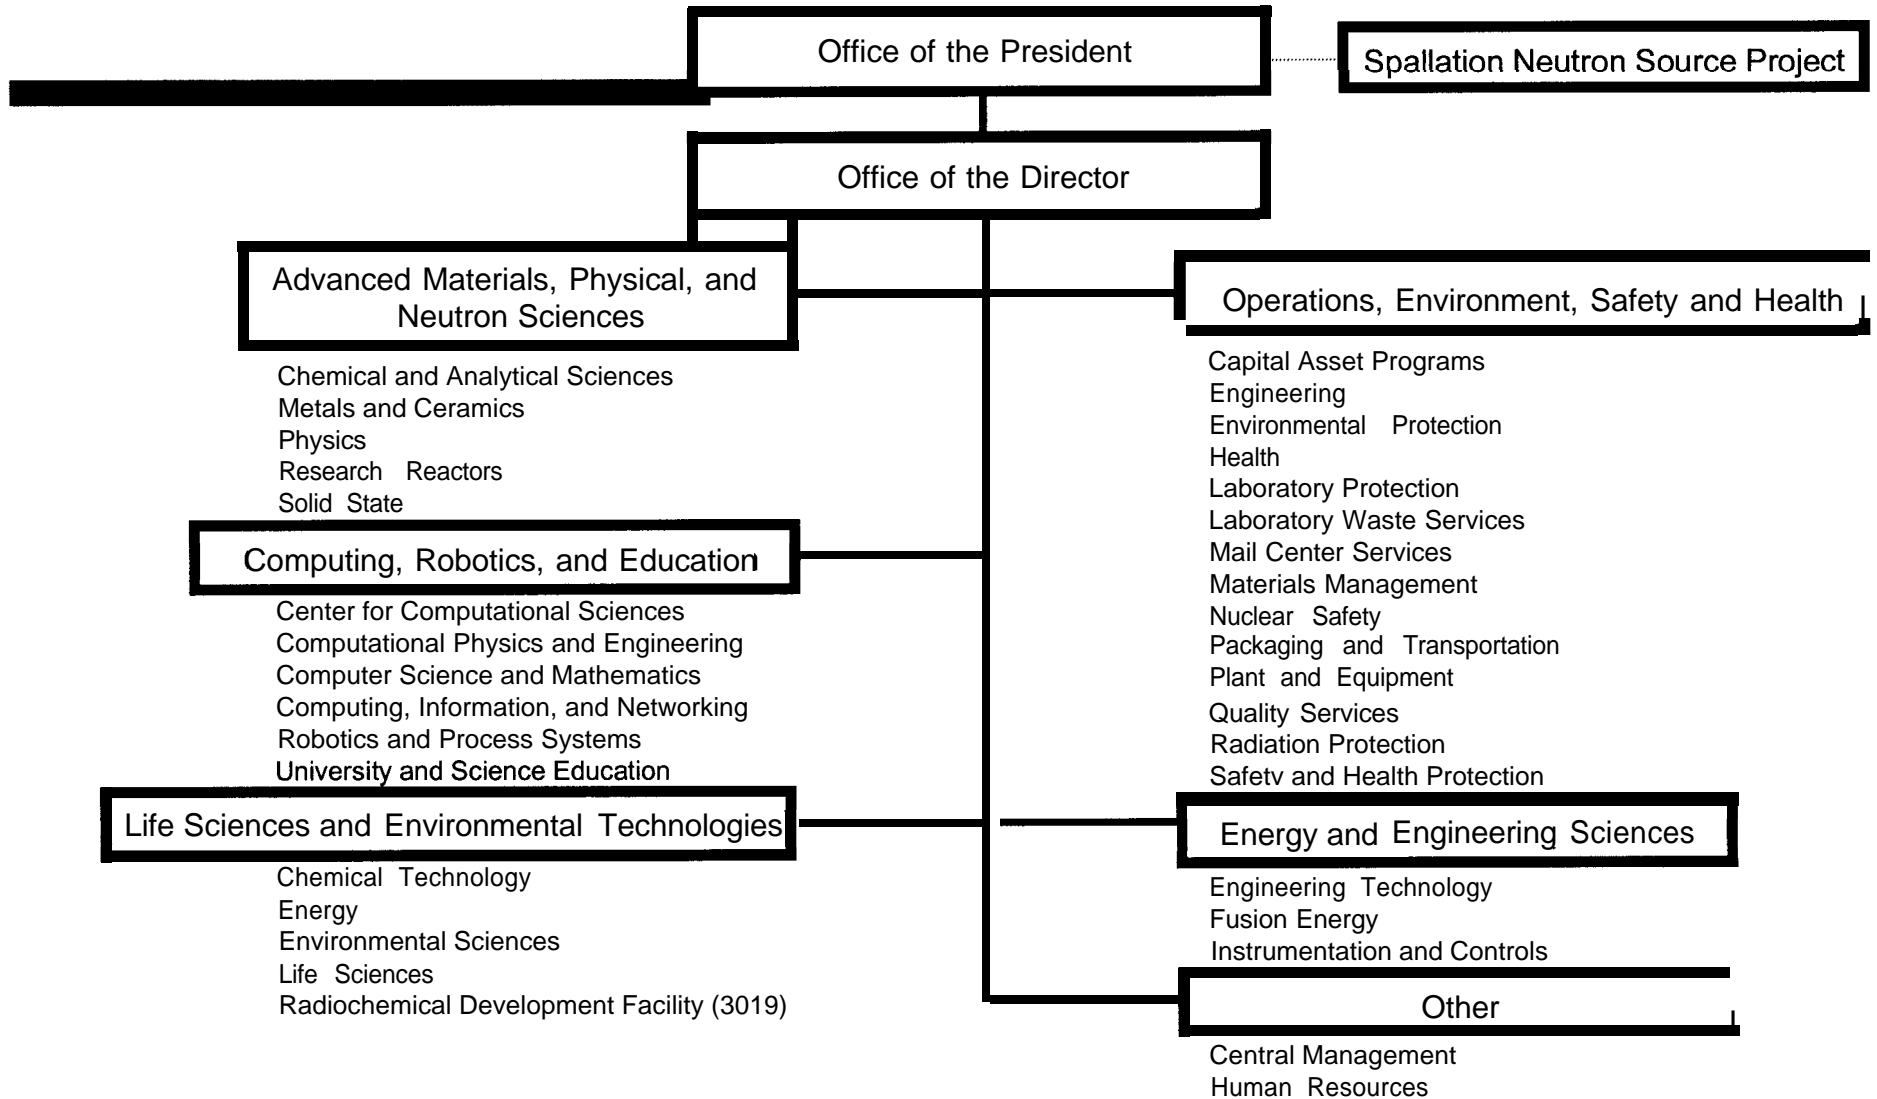 Office of the President
Spallation Neutron Source Project
Office of the Director
Advanced Materials, Physical, and
Neutron Sciences
Chemical and Analytical Sciences
Metals and Ceramics
Physics
Research Reactors
Solid State
Computing, Robotics, and Education
Center for Computational Sciences
Computational Physics and Engineering
Computer Science and Mathematics
Computing, Information, and Networking
Robotics and Process Systems
University and Science Education
Life Sciences and Environmental Technologies
Chemical Technology
Energy
Environmental Sciences
Life Sciences
Radiochemical Development Facility (3019)
Operations, Environment, Safety and Health
Capital Asset Programs
Engineering
Environmental Protection
Health
Laboratory Protection
Laboratory Waste Services
Mail Center Services
Materials Management
Nuclear Safety
Packaging and Transportation
Plant and Equipment
Quality Services
Radiation Protection
Safety and Health Protection
Energy and Engineering Sciences
Engineering Technology
Fusion Energy
Instrumentation and Controls
Other
Central Management
Human Resources